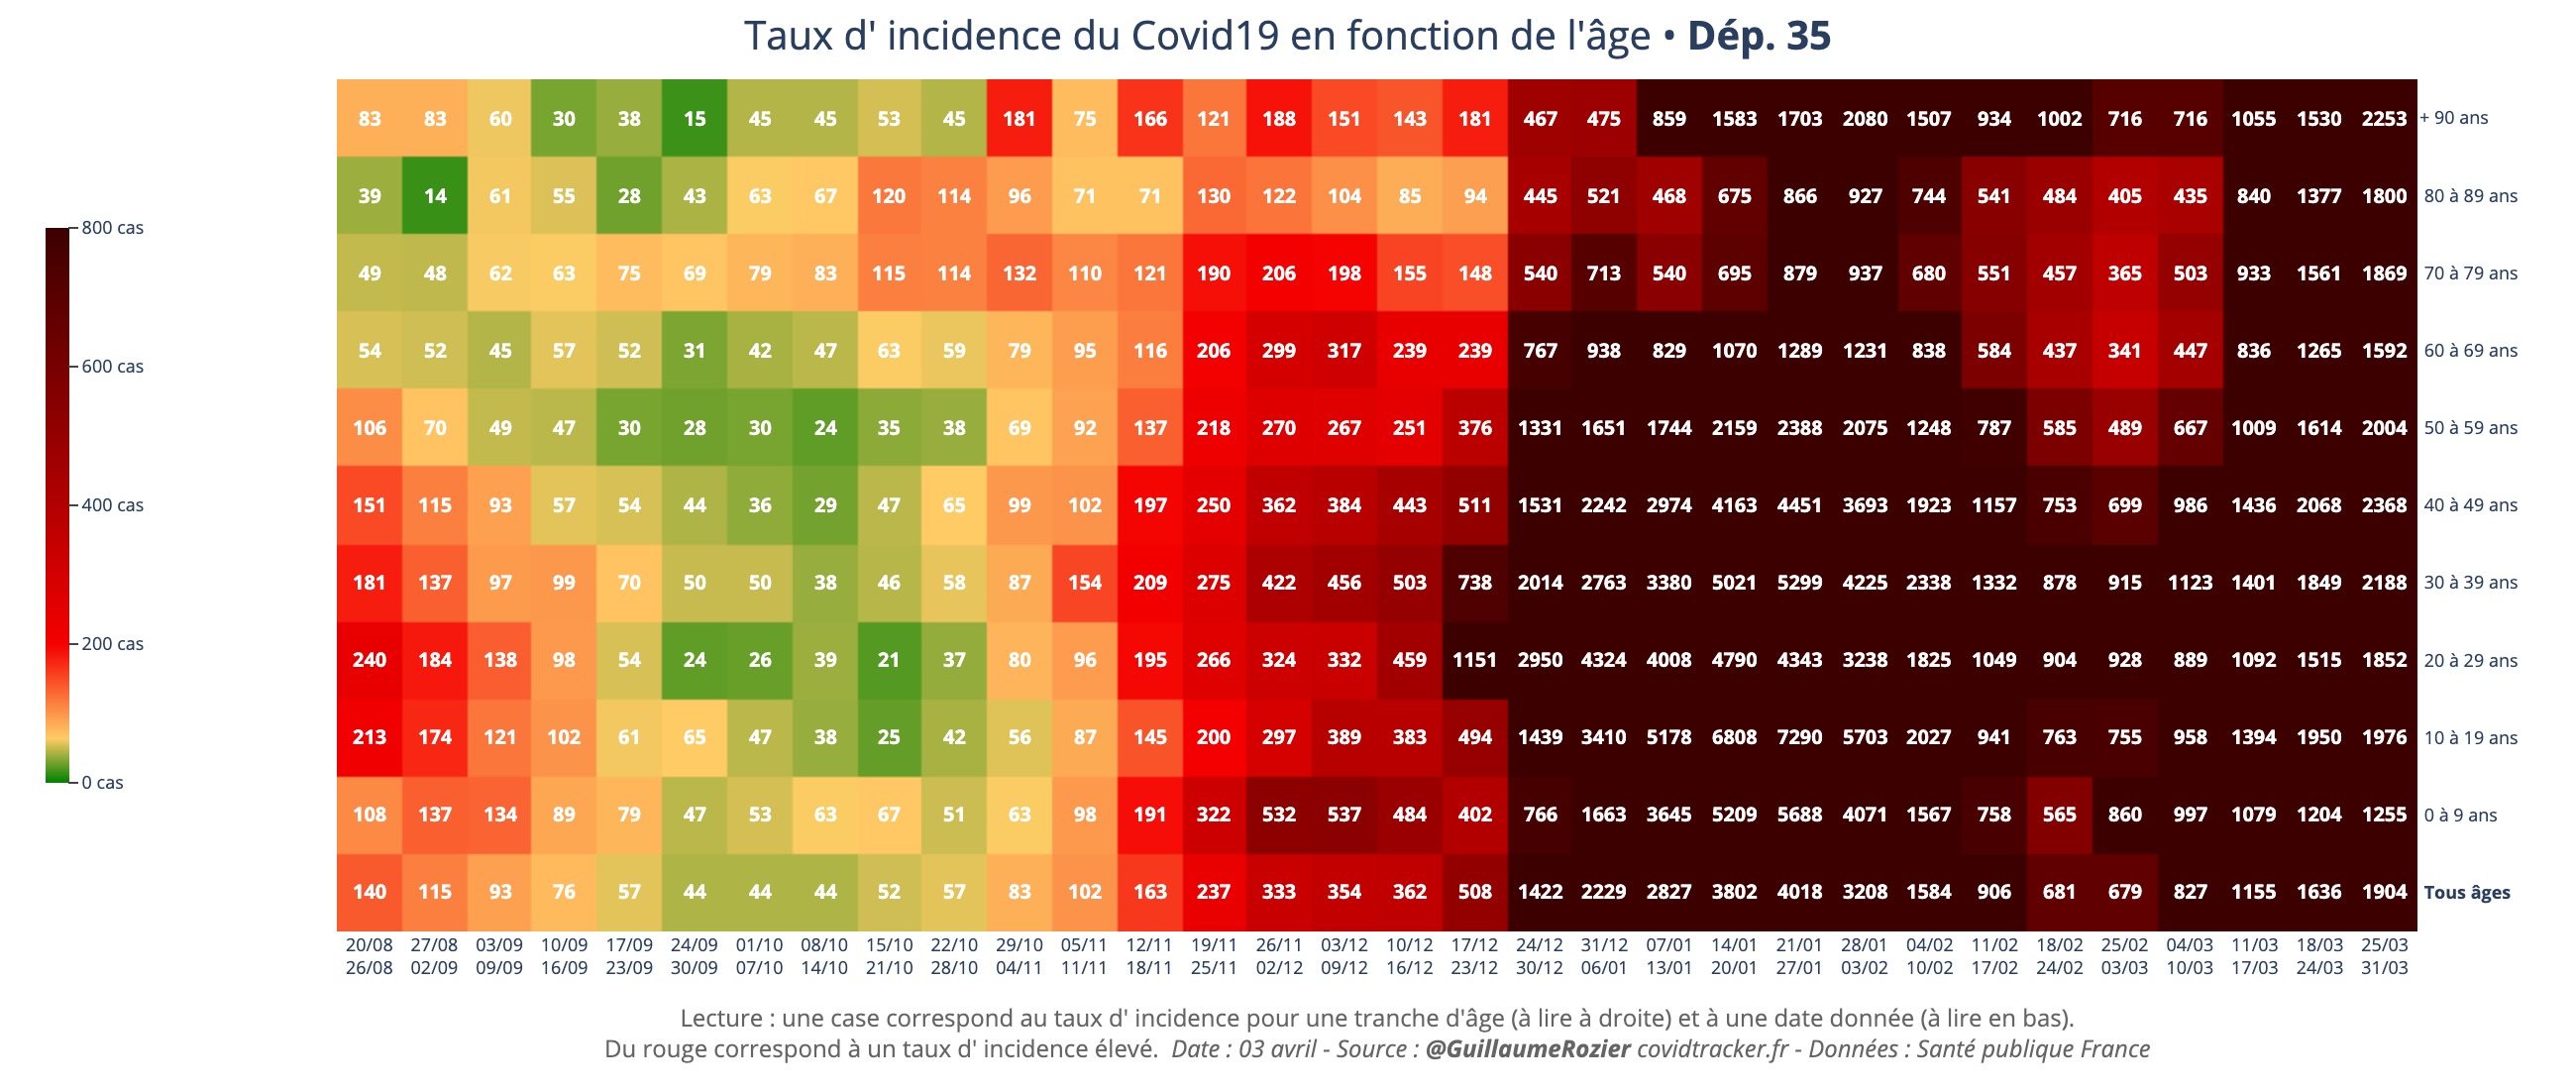 Taux d' incidence du Covid19 en fonction de l'âge • Dép. 35
83 83 60 30 38 15 45 45 53 45 181 75 166 121 188 151 143 181 467 475 859 1583 1703 2080 1507 934 1002 716 716 1055 1530 2253 + 90 ans
39 14 61 55 28 43 63 67 120 114 96 71 71 130 122 104 85 94 445 521 468 675 866 927 744 541 484 405 435 840 1377 1800 80 à 89 ans
800 cas
49 48 62 63 75 69 79 83 115 114 132 110 121 190 206 198 155 148 540 713 540 695 879 937 680 551 457 365 503 933 1561 1869 70 à 79 ans
54 52 45 57 52 31 42 47 63 59 79 95 116 206 299 317 239 239 767 938 829 1070 1289 1231 838 584 437 341 447 836 1265 1592 60 à 69 ans
600 cas
106 70 49 47 30 28 30 24 35 38 69 92 137 218 270 267 251 376 1331 1651 1744 2159 2388 2075 1248 787 585 489 667 1009 1614 2004 50 à 59 ans
400 cas
151 115 93 57 54 44 36 29 47 65 99 102 197 250 362 384 443 511 1531 2242 2974 4163 4451 3693 1923 1157 753 699 986 1436 2068 2368 40 à 49 ans
181 137 97 99 70 50 50 38 46 58 87 154 209 275 422 456 503 738 2014 2763 3380 5021 5299 4225 2338 1332 878 915 1123 1401 1849 2188 30 à 39 ans
200 cas
240 184 138 98 54 24 26 39 21 37 80 96 195 266 324 332 459 1151 2950 4324 4008 4790 4343 3238 1825 1049 904 928 889 1092 1515 1852 20 à 29 ans
213 174 121 102 61 65 47 38 25 42 56 87 145 200 297 389 383 494 1439 3410 5178 6808 7290 5703 2027 941 763 755 958 1394 1950 1976 10 à 19 ans
0 cas
108 137 134 89 79 47 53 63 67 51 63 98 191 322 532 537 484 402 766 1663 3645 5209 5688 4071 1567 758 565 860 997 1079 1204 1255 0 à 9 ans
140 115 93 76 57 44 44 44 52 57 83 102 163 237 333 354 362 508 1422 2229 2827 3802 4018 3208 1584 906 681 679 827 1155 1636 1904 Tous âges
20/08 27/08 03/09 10/09 17/09 24/09 01/10 08/10 15/10 22/10 29/10 05/11 12/11 19/11 26/11 03/12 10/12 17/12 24/12 31/12 07/01 14/01 21/01 28/01 04/02 11/02 18/02 25/02 04/03 11/03 18/03 25/03
26/08 02/09 09/09 16/09 23/09 30/09 07/10 14/10 21/10 28/10 04/11 11/11 18/11 25/11 02/12 09/12 16/12 23/12 30/12 06/01 13/01 20/01 27/01 03/02 10/02 17/02 24/02 03/03 10/03 17/03 24/03 31/03
Lecture : une case correspond au taux d' incidence pour une tranche d'âge (à lire à droite) et à une date donnée (à lire en bas).
Du rouge correspond à un taux d' incidence élevé. Date : 03 avril - Source : @GuillaumeRozier covidtracker.fr - Données : Santé publique France